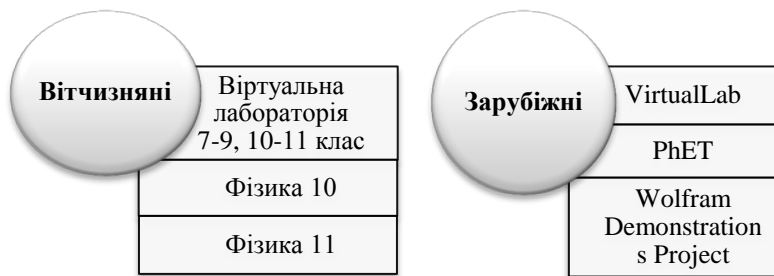 Вітчизняні
Віртуальна
лабораторія
7-9, 10-11 клас
Фізика 10
Фізика 11
Зарубіжні
VirtualLab
PhET
Wolfram
Demonstration
s Project